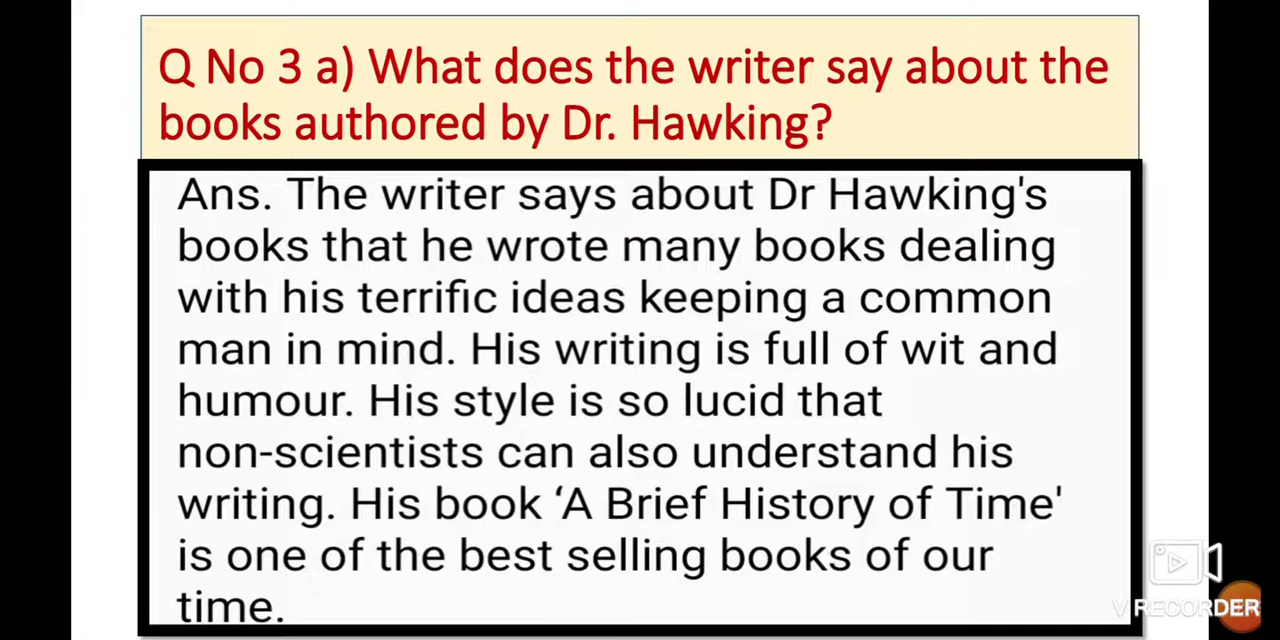 Q No 3 a) What does the writer say about the
books authored by Dr. Hawking?
Ans. The writer says about Dr Hawking's
books that he wrote many books dealing
with his terrific ideas keeping a common
man in mind. His writing is full of wit and
humour. His style is so lucid that
non-scientists can also understand his
writing. His book ‘A Brief History of Time'
is one of the best selling books of our
time.
V RECORDER